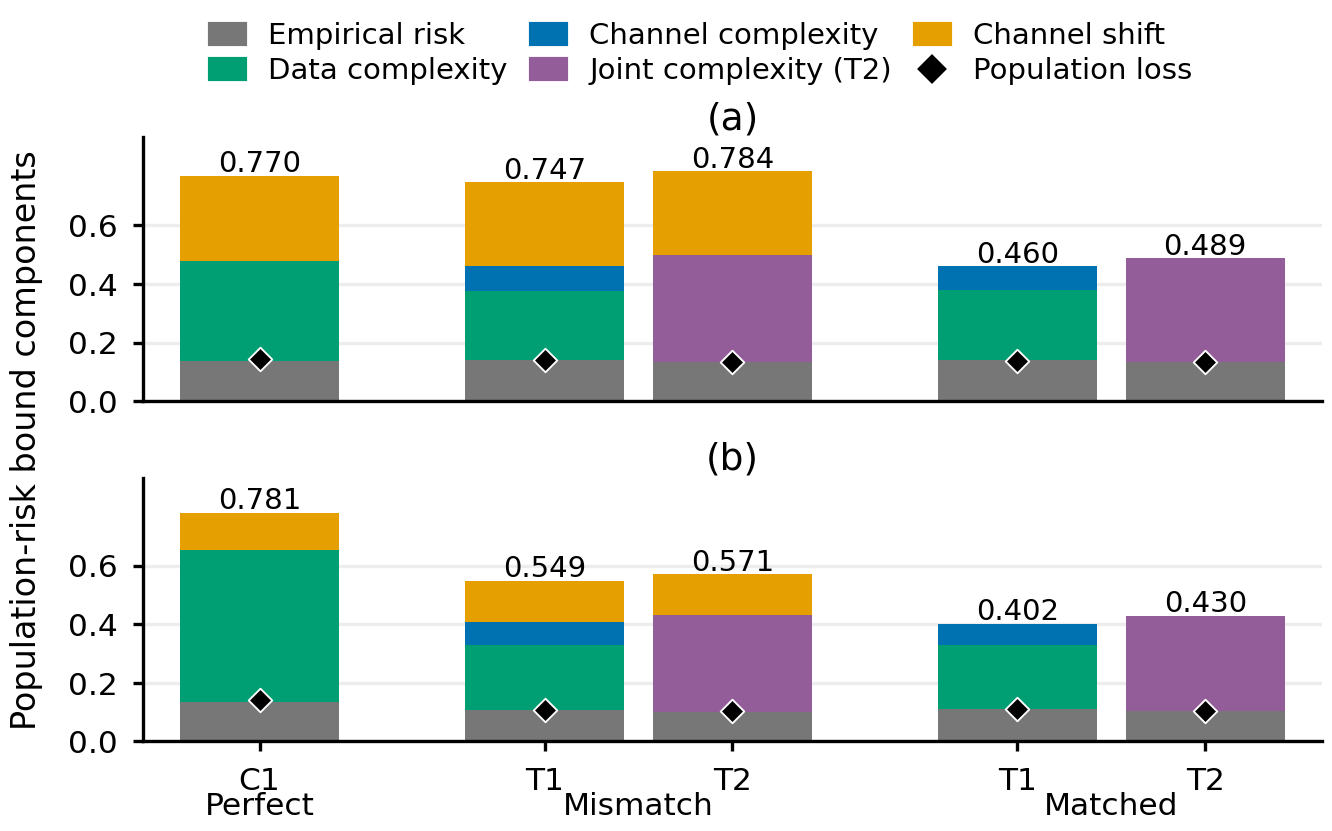 Empirical risk
Data complexity
Channel complexity
Joint complexity (T2)
Channel shift
Population loss
Population-risk bound components
(a)
0.770
0.747
0.784
0.460
0.489
0.6
0.4
0.2
0.0
(b)
0.781
0.549
0.571
0.402
0.430
0.6
0.4
0.2
0.0
C1 T1 T2 T1 T2
Perfect Mismatch Matched